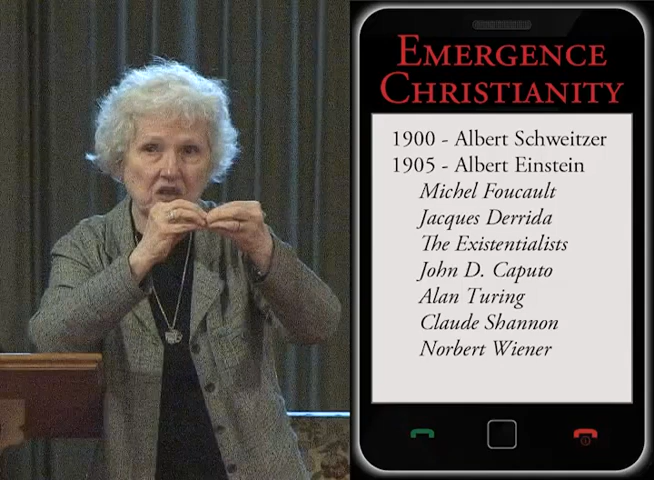 EMERGENCE
CHRISTIANITY
1900 - Albert Schweitzer
1905 - Albert Einstein
Michel Foucault
Jacques Derrida
The Existentialists
John D. Caputo
Alan Turing
Claude Shannon
Norbert Wiener